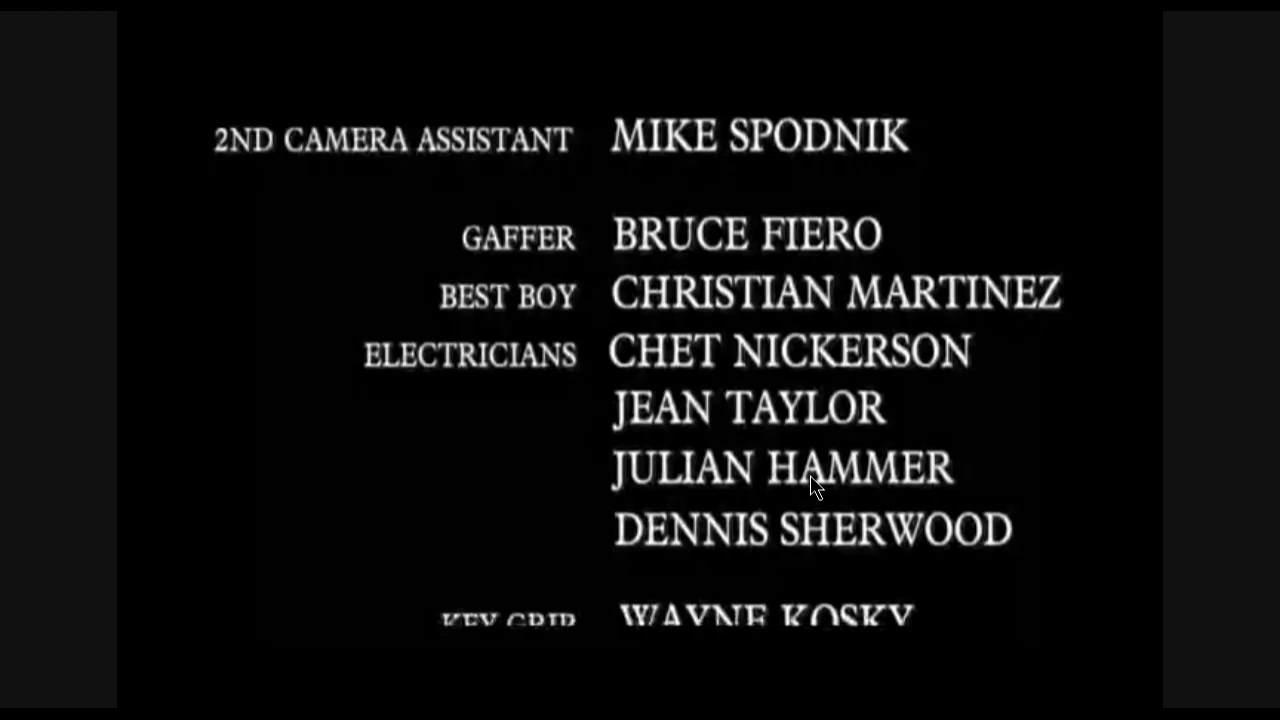 2ND CAMERA ASSISTANT MIKE SPODNIK
GAFFER BRUCE FIERO
BEST BOY CHRISTIAN MARTINEZ
ELECTRICIANS CHET NICKERSON
JEAN TAYLOR
JULIAN HAMMER
DENNIS SHERWOOD
KEY GRIP WAYNE KOSKY